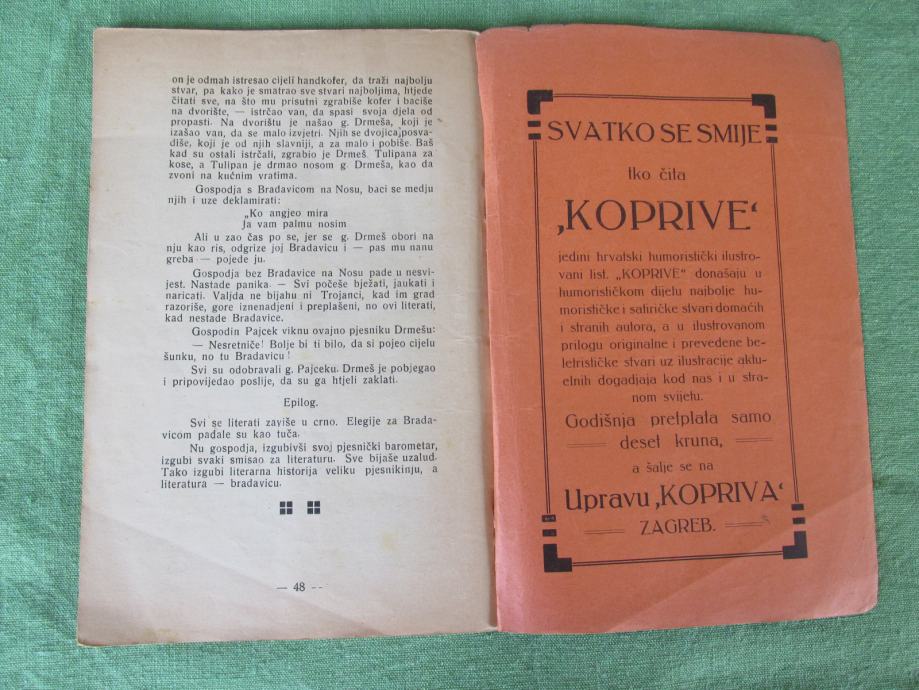 on je odmah istresao cijeli handkofer, da traži najbolju
stvar, pa kako je smatrao sve stvari najboljima, htjede
čitati sve, na što mu prisutni zgrabiše kofer i baciše
na dvorište, — istrčao van, da spasi svoja djela od
propasti. Na dvorištu je našao g. Drmeša, koji je
izašao van, da se malo izvjetri. Njih se dvojica posva-
diše, koji je od njih slavniji, a za malo i pobiše. Baš
kad su ostali istrčali, zgrabio je Drmeš Tulipana za
kose, a Tulipan je drmao nosom g. Drmeša, kao da
zvoni na kućnim vratima.
Gospodja s Bradavicom na Nosu, baci se medju
njih i uze deklamirati:
„Ko angjeo mira
Ja vam palmu nosim
Ali u zao čas po se, jer se g. Drmeš obori na
nju kao ris, odgrize joj Bradavicu i — pas mu nanu
greba — pojede ju.
Gospodja bez Bradavice na Nosu pade u nesvi-
jest. Nastade panika. — Svi počeše bježati, jaukati i
naricati. Valjda ne bijahu ni Trojanci, kad im grad
razoriše, gore iznenadjeni i preplašeni, no ovi literati,
kad nestade Bradavice.
Gospodin Pajcek viknu ovajno pjesniku Drmešu:
— Nesretniče! Bolje bi ti bilo, da si pojeo cijelu
šunku, no tu Bradavicu!
Svi su odobravali g. Pajceku. Drmeš je pobjegao
i pripovijedao poslije, da su ga htjeli zaklati.
Epilog.
Svi se literati zaviše u crno. Elegije za Brada-
vicom padale su kao tuča.
Nu gospodja, izgubivši svoj pjesnički barometar,
izgubi svaki smisao za literaturu. Sve bijaše uzalud.
Tako izgubi literarna historija veliku pjesnikinju, a
literatura — bradavicu.
— 48 --
SVATKO SE SMIJE
tko čita
‚KOPRIVE‘
jedini hrvatski humoristički ilustro-
vani list. „KOPRIVE“ donašaju u
humorističkom dijelu najbolje hu-
morističke i satiričke stvari domaćih
i stranih autora, a u ilustrovanom
prilogu originalne i prevedene be-
letrističke stvari uz ilustracije aktu-
elnih dogadjaja kod nas i u stra-
nom svijetu.
Godišnja pretplata samo
deset kruna,
a šalje se na
Upravu ‚KOPRIVA‘
ZAGREB.